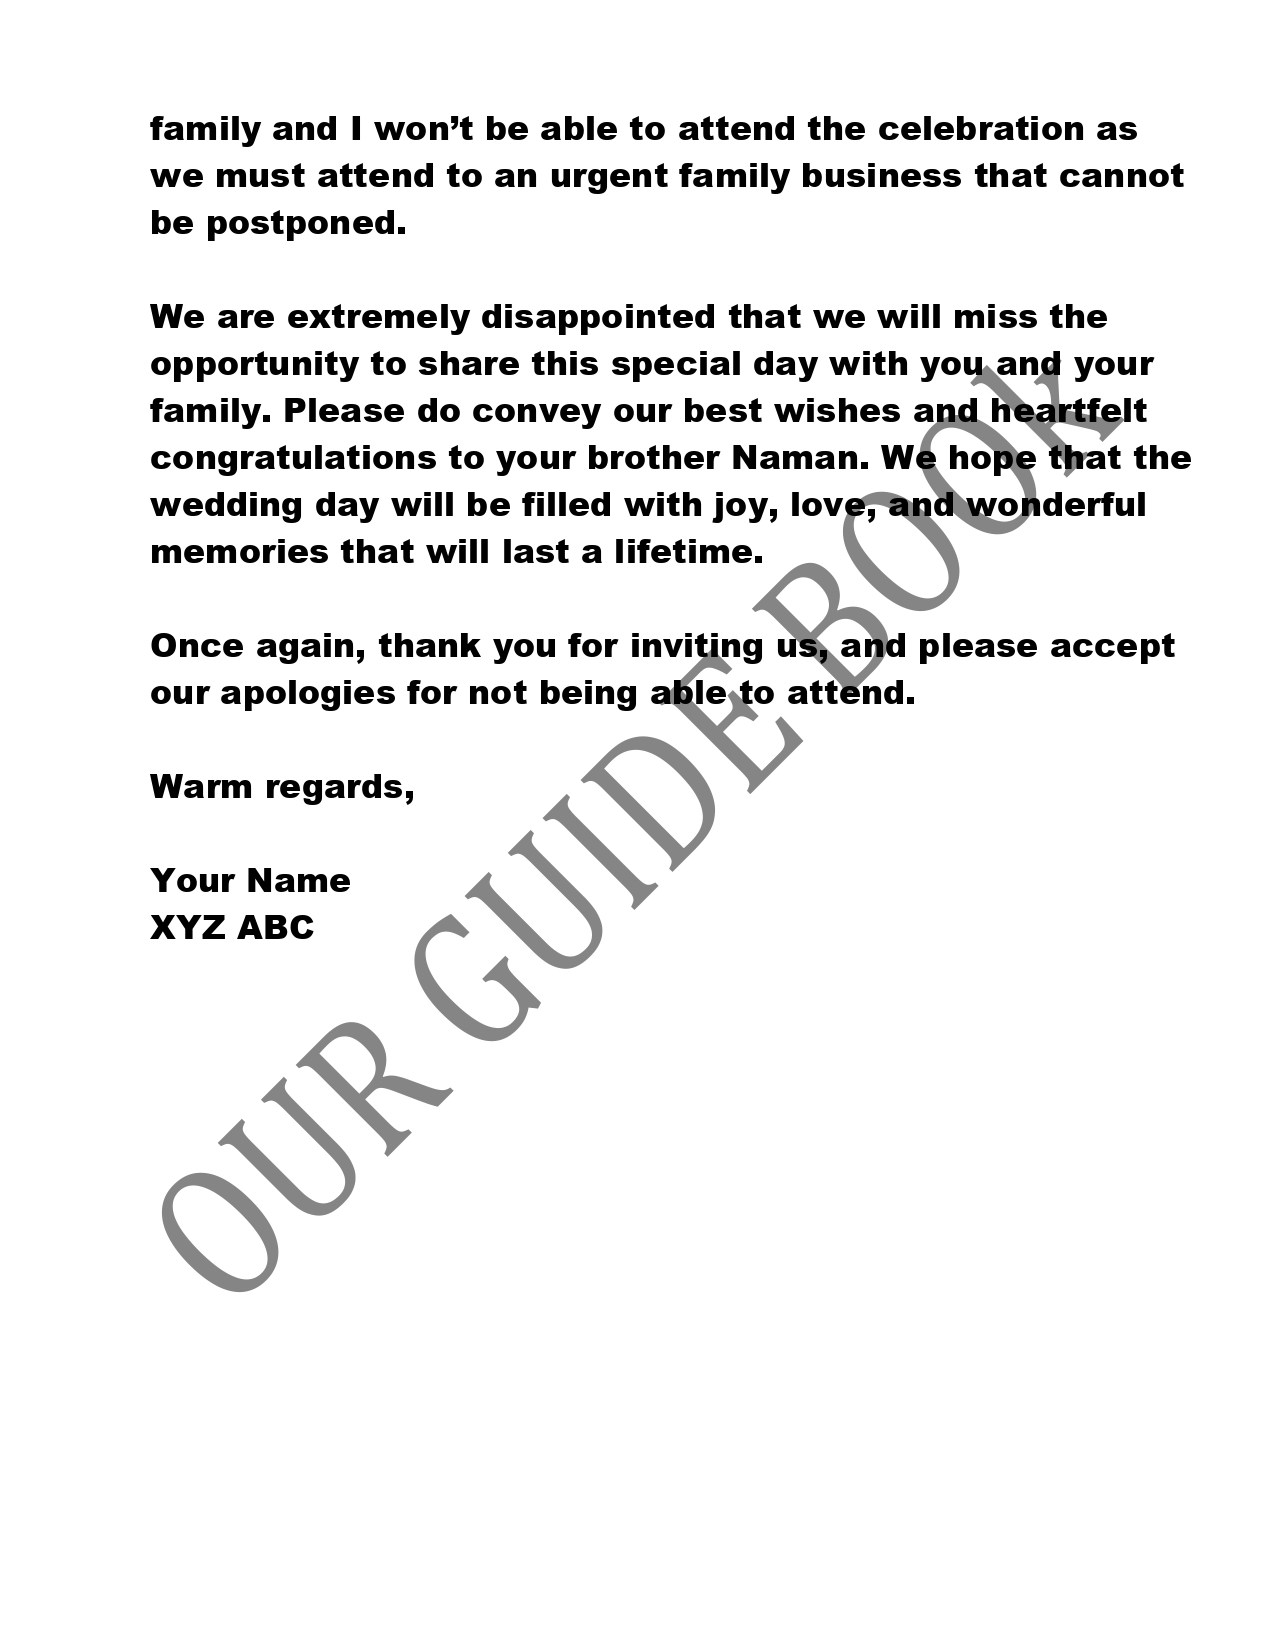 family and I won’t be able to attend the celebration as
we must attend to an urgent family business that cannot
be postponed.
We are extremely disappointed that we will miss the
opportunity to share this special day with you and your
family. Please do convey our best wishes and heartfelt
congratulations to your brother Naman. We hope that the
wedding day will be filled with joy, love, and wonderful
memories that will last a lifetime.
Once again, thank you for inviting us, and please accept
our apologies for not being able to attend.
Warm regards,
Your Name
XYZ ABC
OUR GUIDE BOOk